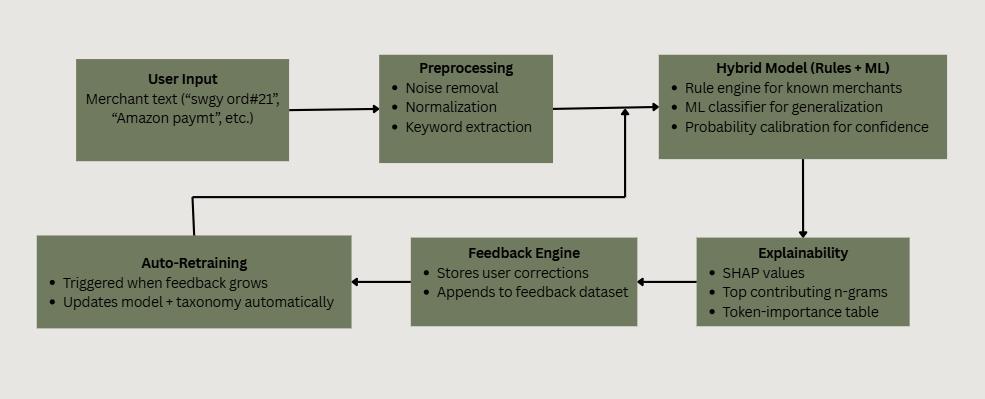 User Input
Merchant text (“swgy ord#21”,
“Amazon paymt”, etc.)
Preprocessing
• Noise removal
• Normalization
• Keyword extraction
Hybrid Model (Rules + ML)
• Rule engine for known merchants
• ML classifier for generalization
• Probability calibration for confidence
Explainability
• SHAP values
• Top contributing n-grams
• Token-importance table
Feedback Engine
• Stores user corrections
• Appends to feedback dataset
Auto-Retraining
• Triggered when feedback grows
• Updates model + taxonomy automatically